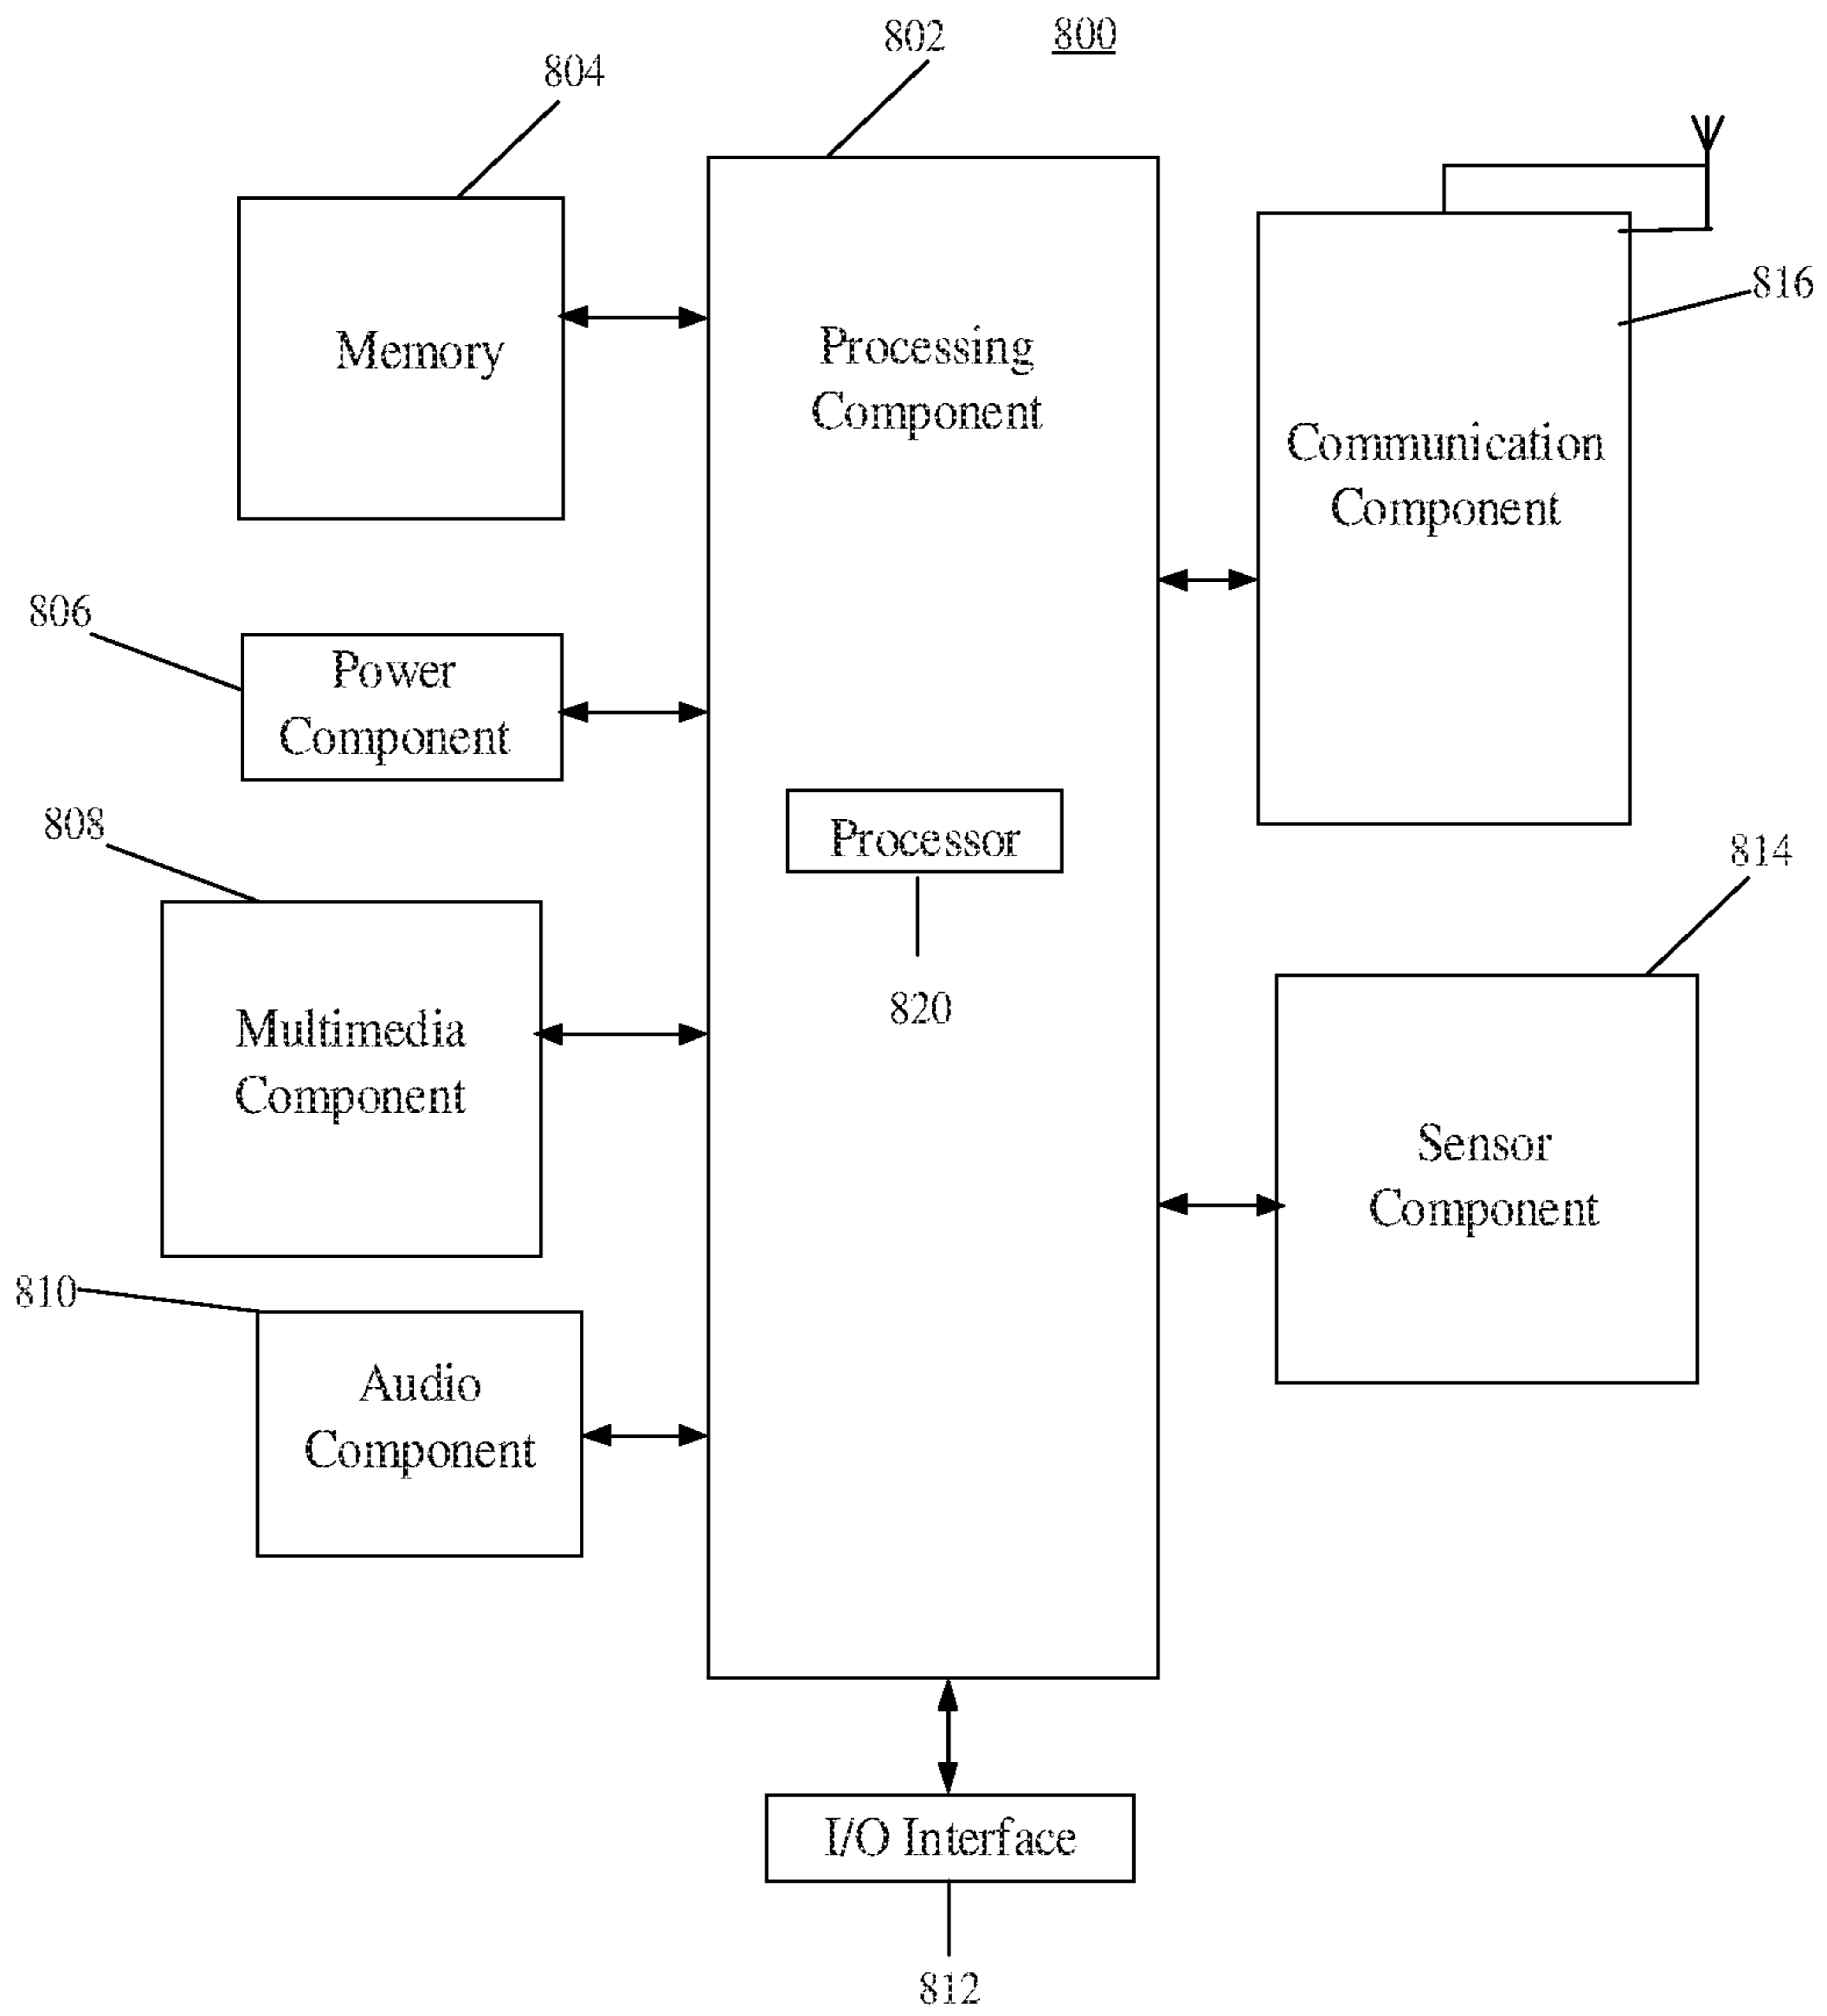 802
800
804
816
Memory
Processing
Component
Communication
Component
806
Power
Component
808
Processor
814
820
Multimedia
Component
Sensor
Component
810
Audio
Component
I/O Interface
812